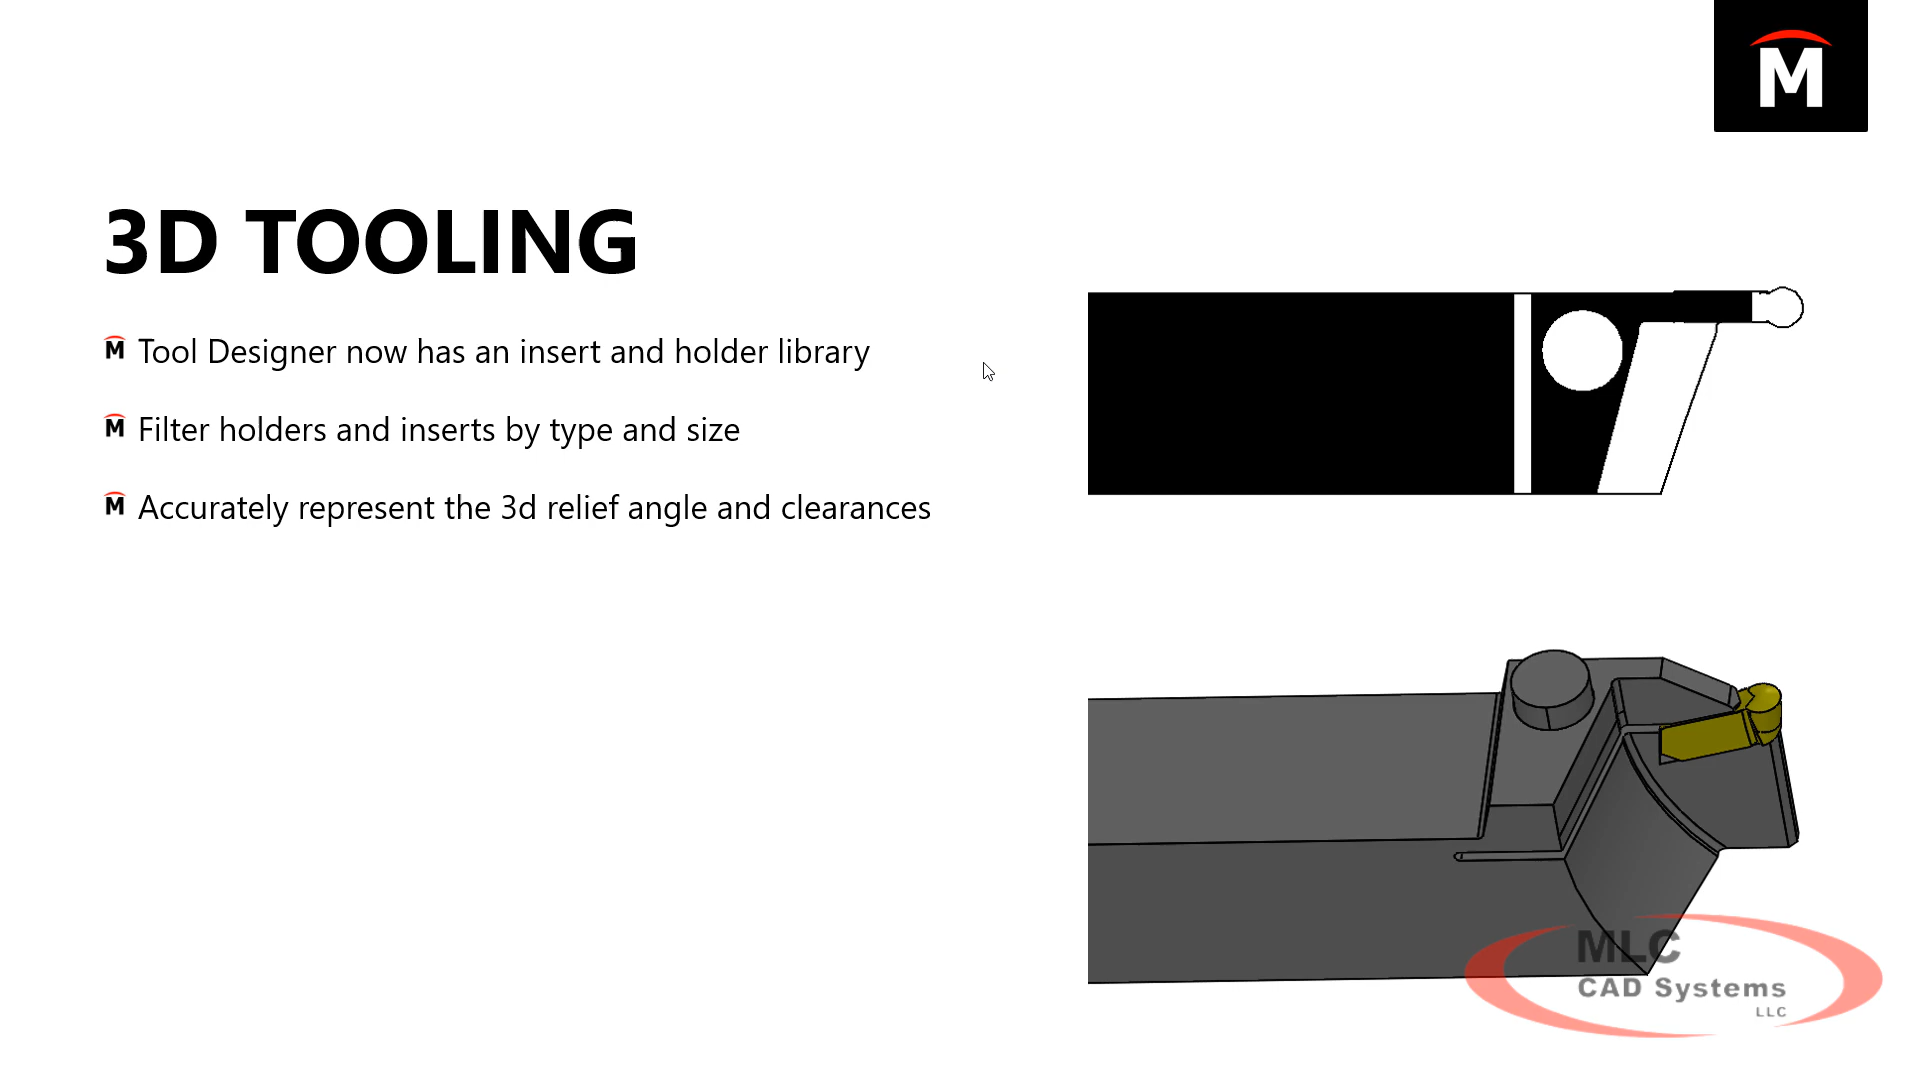 M
3D TOOLING
M Tool Designer now has an insert and holder library
M Filter holders and inserts by type and size
M Accurately represent the 3d relief angle and clearances
MLC
CAD Systems
LLC